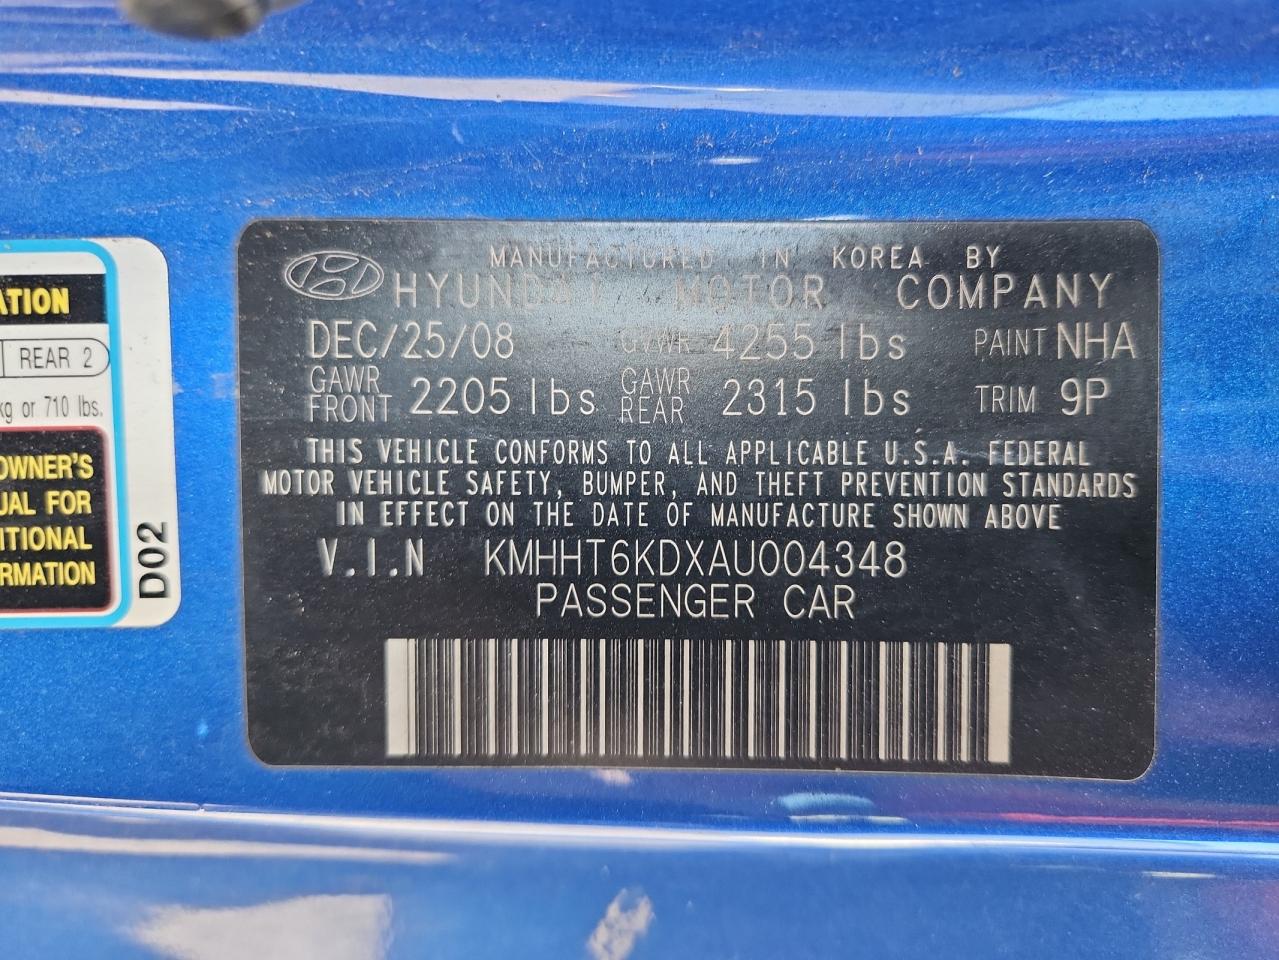 ATION
REAR 2
kg or 710 lbs.
OWNER'S
UAL FOR
ITIONAL
RMATION
D02
MANUFACTURED IN KOREA BY
HYUNDAI MOTOR COMPANY
DEC/25/08 GVWR 4255 lbs PAINT NHA
GAWR FRONT 2205 lbs GAWR REAR 2315 lbs TRIM 9P
THIS VEHICLE CONFORMS TO ALL APPLICABLE U.S.A. FEDERAL
MOTOR VEHICLE SAFETY, BUMPER, AND THEFT PREVENTION STANDARDS
IN EFFECT ON THE DATE OF MANUFACTURE SHOWN ABOVE
V.I.N KMHHT6KDXAU004348
PASSENGER CAR